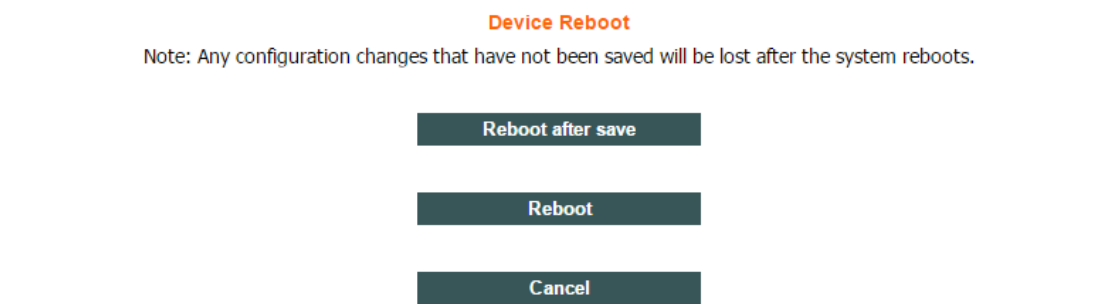 Device Reboot
Note: Any configuration changes that have not been saved will be lost after the system reboots.
Reboot after save
Reboot
Cancel